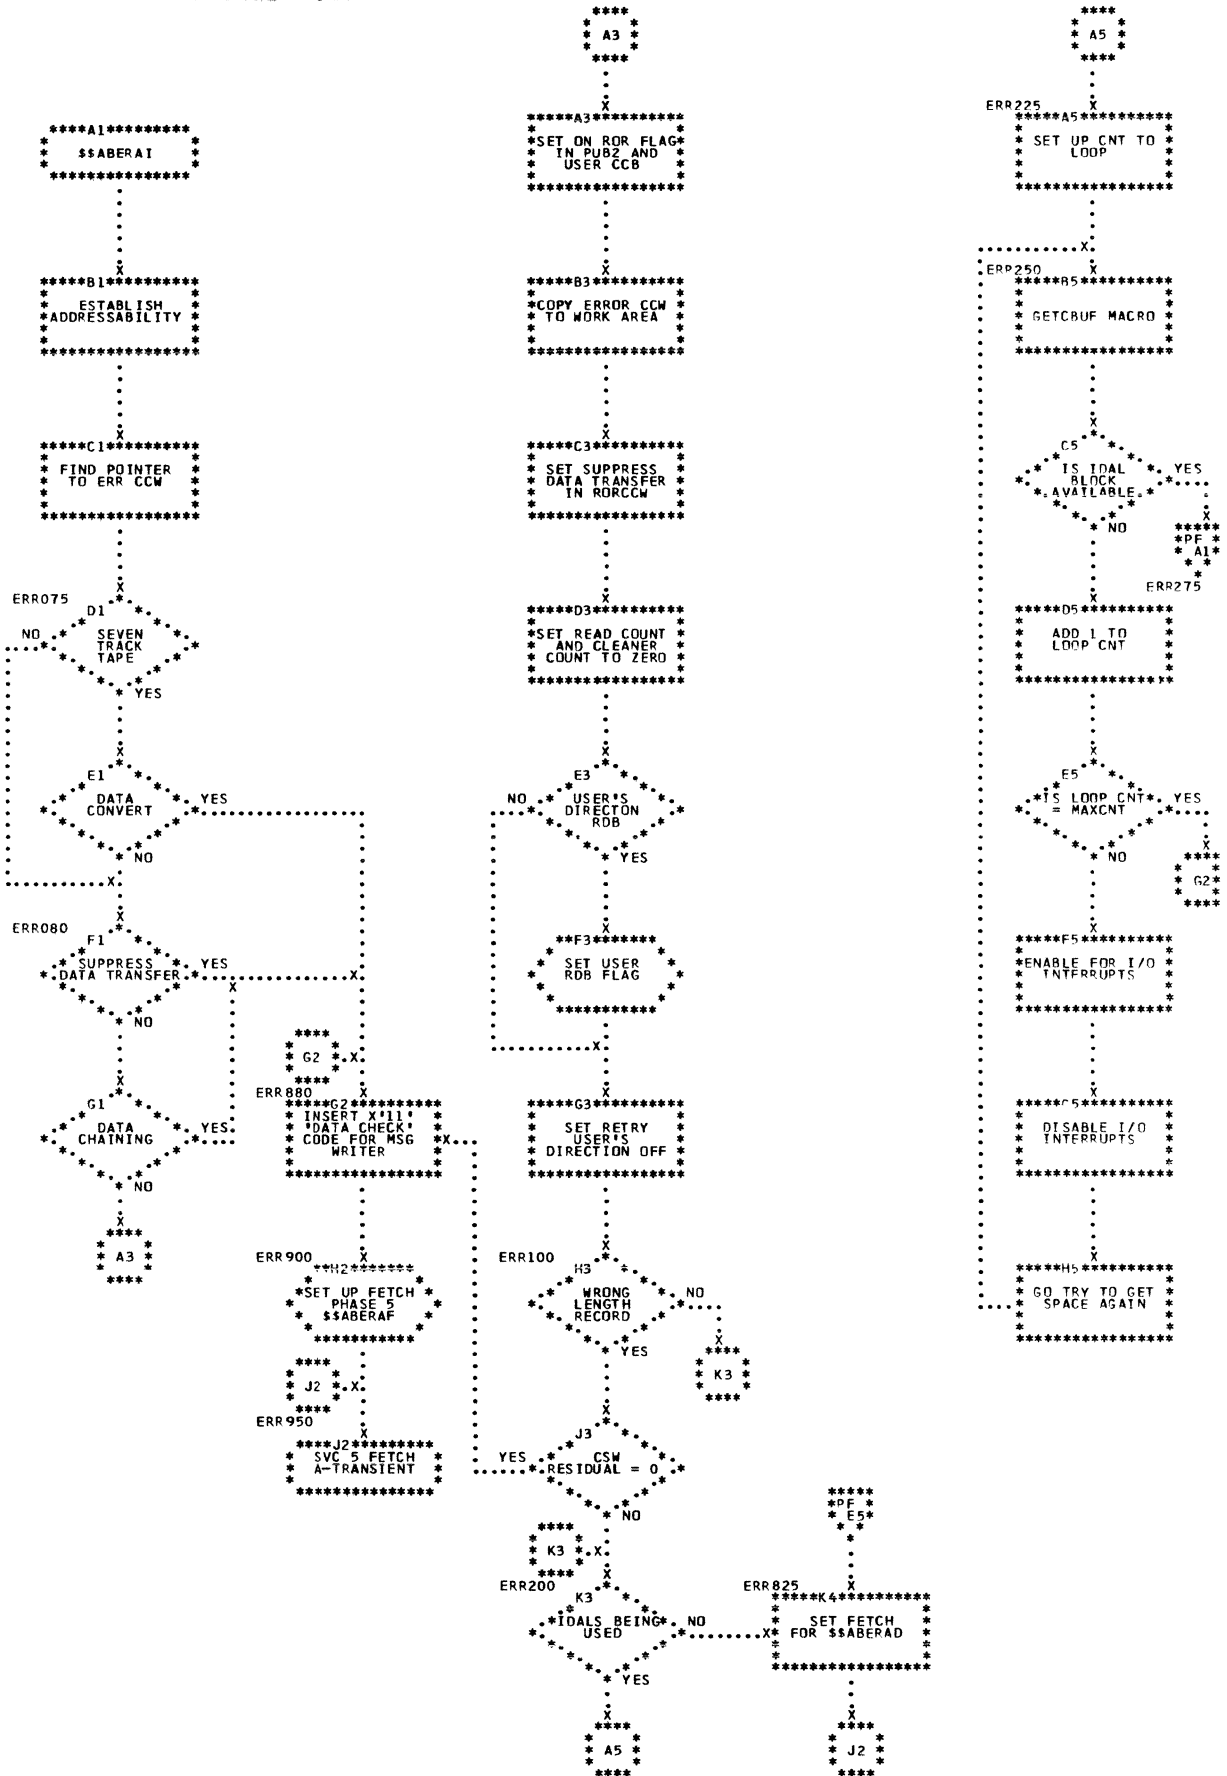 A1
$$ABERAI
B1
ESTABLISH
ADDRESSABILITY
C1
FIND POINTER
TO ERR CCW
ERR075
D1
NO
SEVEN
TRACK
TAPE
YES
E1
DATA
CONVERT
YES
NO
ERR080
F1
SUPPRESS
DATA TRANSFER
YES
NO
G1
DATA
CHAINING
YES
NO
A3
G2
ERR880
G2
INSERT X'11'
'DATA CHECK'
CODE FOR MSG
WRITER
ERR900
H2
SET UP FETCH
PHASE 5
$$ABERAF
J2
ERR950
J2
SVC 5 FETCH
A-TRANSIENT
A3
A3
SET ON ROR FLAG
IN PUB2 AND
USER CCB
B3
COPY ERROR CCW
TO WORK AREA
C3
SET SUPPRESS
DATA TRANSFER
IN RORCCW
D3
SET READ COUNT
AND CLEANER
COUNT TO ZERO
E3
NO
USER'S
DIRECTON
RDB
YES
F3
SET USER
RDB FLAG
G3
SET RETRY
USER'S
DIRECTION OFF
ERR100
H3
WRONG
LENGTH
RECORD
NO
YES
K3
J3
YES
CSW
RESIDUAL = 0
NO
K3
ERR200
K3
IDALS BEING
USED
NO
YES
A5
PF
E5
ERR825
K4
SET FETCH
FOR $$ABERAD
J2
A5
ERR225
A5
SET UP CNT TO
LOOP
ERR250
B5
GETCBUF MACRO
C5
IS IDAL
BLOCK
AVAILABLE
YES
NO
PF
A1
ERR275
D5
ADD 1 TO
LOOP CNT
E5
IS LOOP CNT
= MAXCNT
YES
NO
G2
F5
ENABLE FOR I/O
INTERRUPTS
G5
DISABLE I/O
INTERRUPTS
H5
GO TRY TO GET
SPACE AGAIN